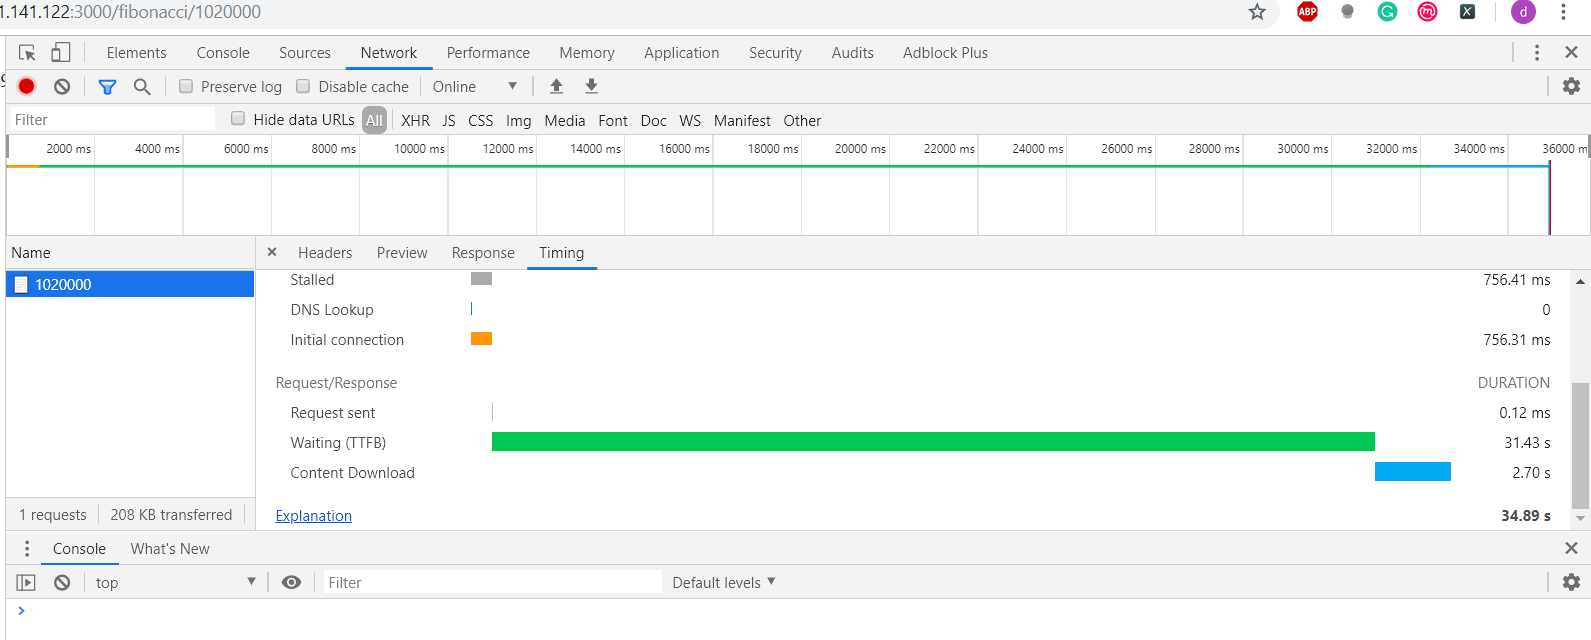 1.141.122:3000/fibonacci/1020000
ABP
G
m
X
d
Elements Console Sources Network Performance Memory Application Security Audits Adblock Plus
Preserve log Disable cache Online
Filter Hide data URLs All XHR JS CSS Img Media Font Doc WS Manifest Other
2000 ms 4000 ms 6000 ms 8000 ms 10000 ms 12000 ms 14000 ms 16000 ms 18000 ms 20000 ms 22000 ms 24000 ms 26000 ms 28000 ms 30000 ms 32000 ms 34000 ms 36000 m
Name × Headers Preview Response Timing
1020000
Stalled 756.41 ms
DNS Lookup 0
Initial connection 756.31 ms
Request/Response DURATION
Request sent 0.12 ms
Waiting (TTFB) 31.43 s
Content Download 2.70 s
1 requests 208 KB transferred
Explanation 34.89 s
Console What's New
top Filter Default levels
>